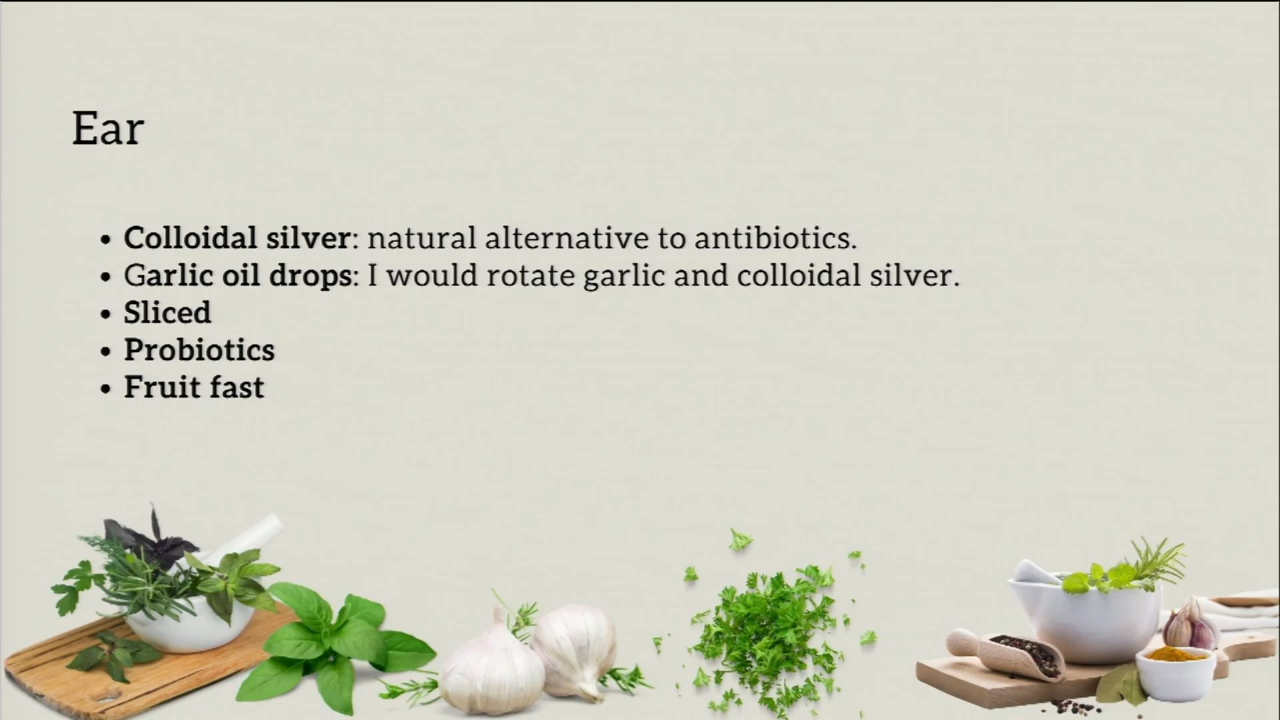 Ear
• Colloidal silver: natural alternative to antibiotics.
• Garlic oil drops: I would rotate garlic and colloidal silver.
• Sliced
• Probiotics
• Fruit fast